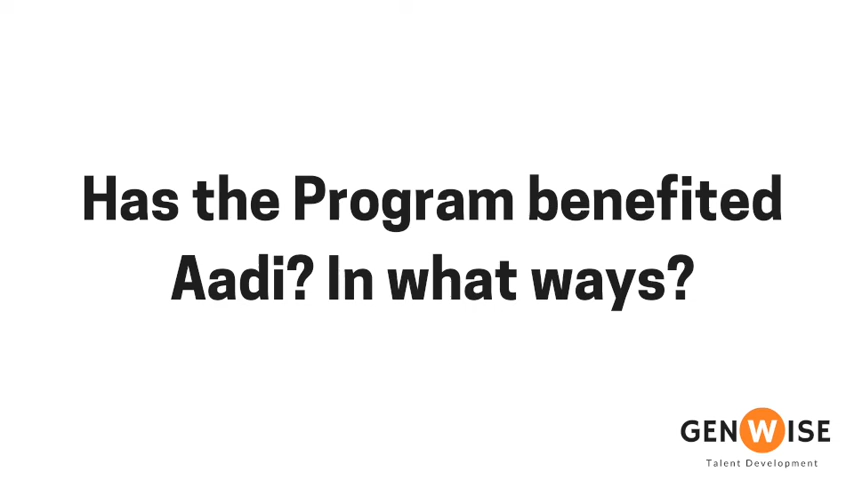 Has the Program benefited
Aadi? In what ways?
GENWISE
Talent Development